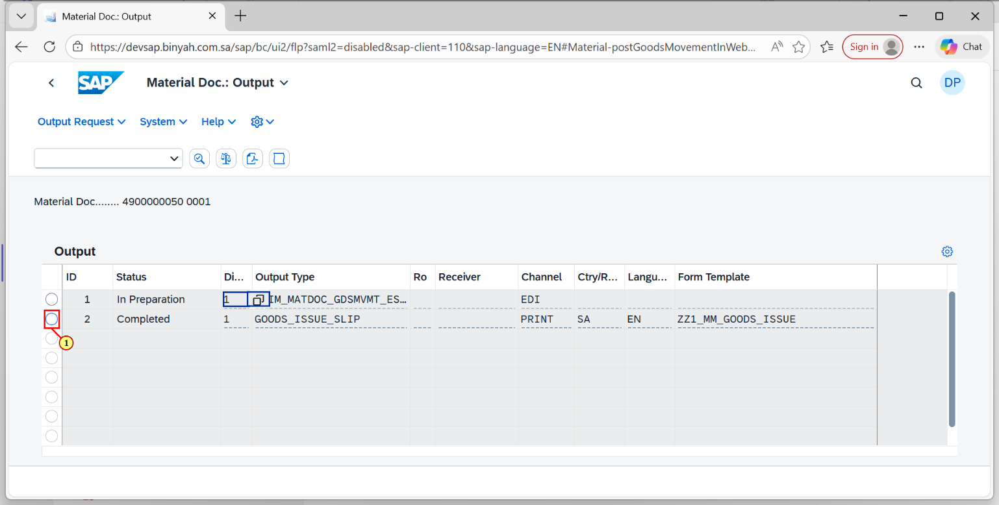 Material Doc.: Output
https://devsap.binyah.com.sa/sap/bc/ui2/flp?saml2=disabled&sap-client=110&sap-language=EN#Material-postGoodsMovementInWeb...
Sign in
Chat
SAP
Material Doc.: Output
DP
Output Request
System
Help
Material Doc........ 4900000050 0001
Output
ID Status Di... Output Type Ro Receiver Channel Ctry/R... Langu... Form Template
1 In Preparation 1 IM_MATDOC_GDSMVMT_ES... EDI
2 Completed 1 GOODS_ISSUE_SLIP PRINT SA EN ZZ1_MM_GOODS_ISSUE
1